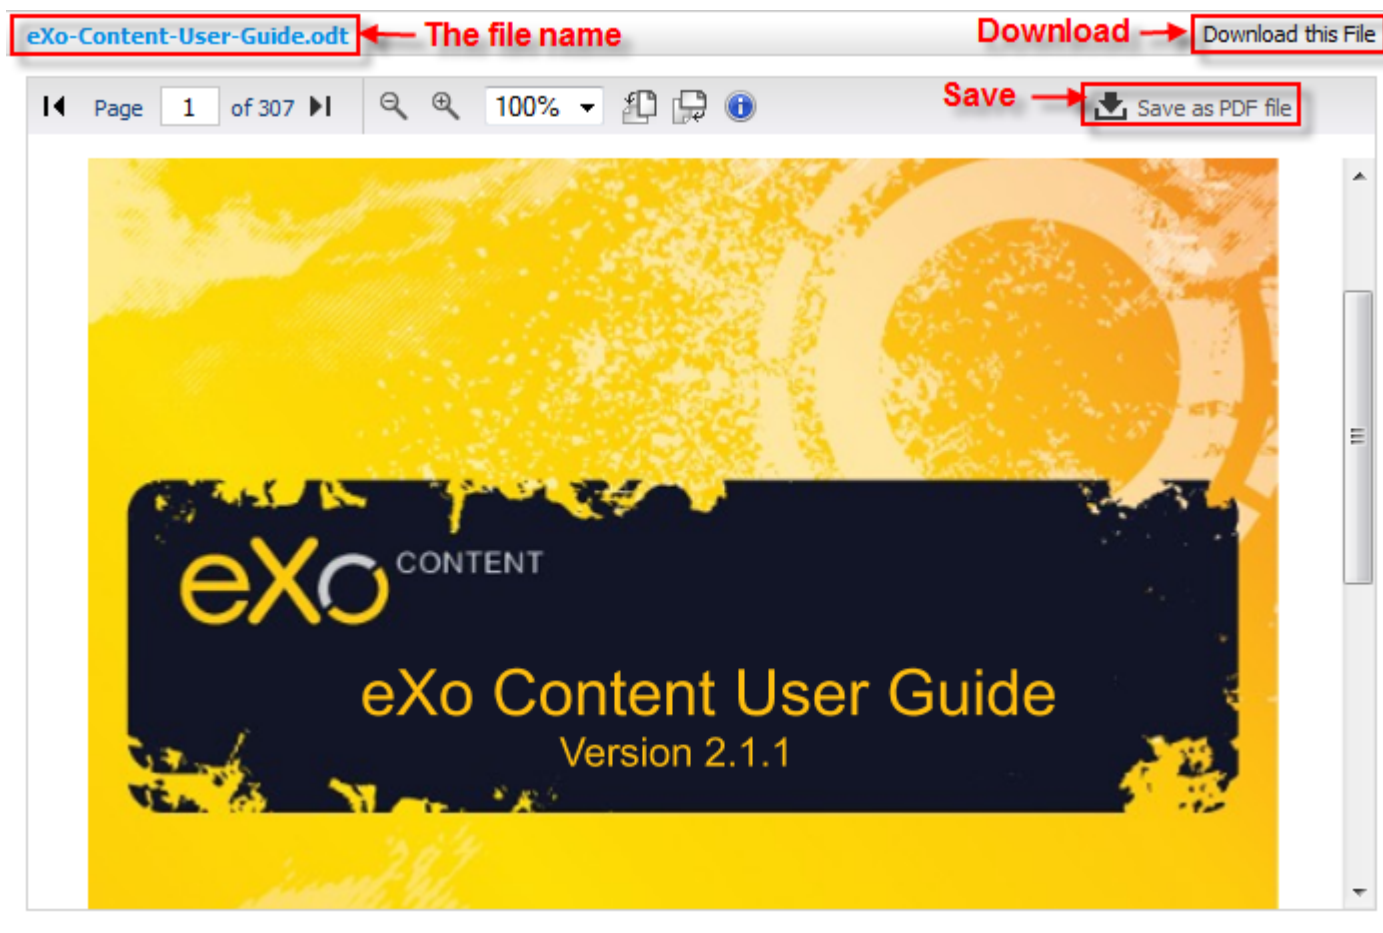 eXo-Content-User-Guide.odt The file name Download Download this File
Page 1 of 307 100% Save Save as PDF file
eXo CONTENT
eXo Content User Guide
Version 2.1.1